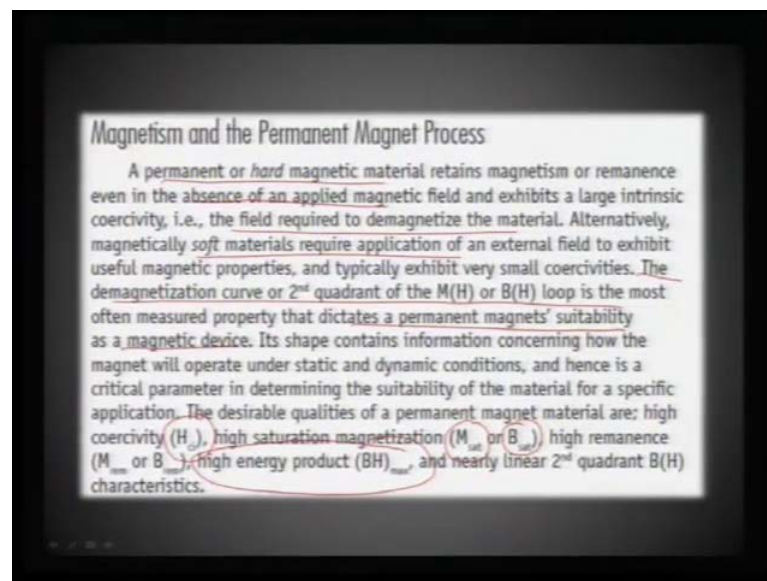 Magnetism and the Permanent Magnet Process
A permanent or hard magnetic material retains magnetism or remanence
even in the absence of an applied magnetic field and exhibits a large intrinsic
coercivity, i.e., the field required to demagnetize the material. Alternatively,
magnetically soft materials require application of an external field to exhibit
useful magnetic properties, and typically exhibit very small coercivities. The
demagnetization curve or 2nd quadrant of the M(H) or B(H) loop is the most
often measured property that dictates a permanent magnets' suitability
as a magnetic device. Its shape contains information concerning how the
magnet will operate under static and dynamic conditions, and hence is a
critical parameter in determining the suitability of the material for a specific
application. The desirable qualities of a permanent magnet material are: high
coercivity (Hci), high saturation magnetization (Msat or Bsat), high remanence
(Mrem or Brem), high energy product (BH)max, and nearly linear 2nd quadrant B(H)
characteristics.